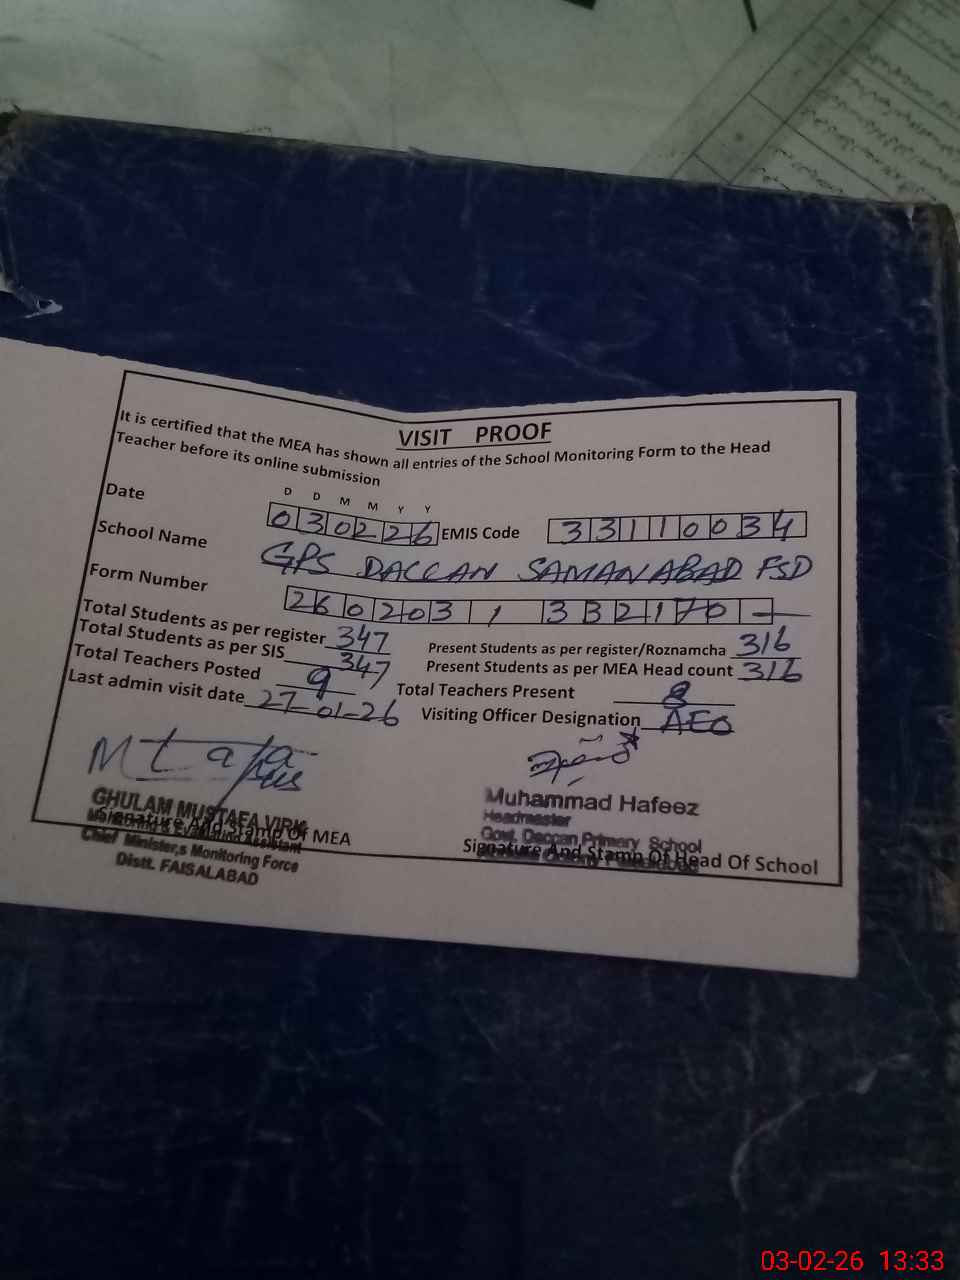 VISIT PROOF
It is certified that the MEA has shown all entries of the School Monitoring Form to the Head
Teacher before its online submission
D D M M Y Y
Date 030226 EMIS Code 33110034
School Name GPS DACCAN SAMANABAD FSD
Form Number 260203, 332170-
Total Students as per register 347 Present Students as per register/Roznamcha 316
Total Students as per SIS 347 Present Students as per MEA Head count 316
Total Teachers Posted 9 Total Teachers Present 8
Last admin visit date 27-01-26 Visiting Officer Designation AEO
GHULAM MUSTAFA VIRK
Signature And Stamp Of MEA
Monitoring & Evaluation Assistant
Chief Minister,s Monitoring Force
Distt. FAISALABAD
Muhammad Hafeez
Headmaster
Govt. Daccan Primary School
Signature And Stamp Of Head Of School
03-02-26 13:33